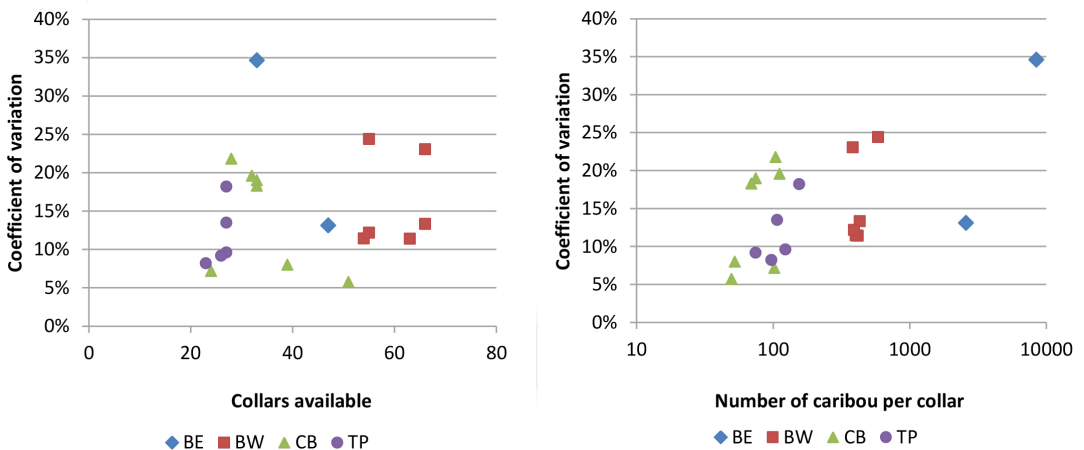 40%
35%
30%
25%
20%
15%
10%
5%
0%
Coefficient of variation
0 20 40 60 80
Collars available
BE BW CB TP
40%
35%
30%
25%
20%
15%
10%
5%
0%
Coefficient of variation
10 100 1000 10000
Number of caribou per collar
BE BW CB TP